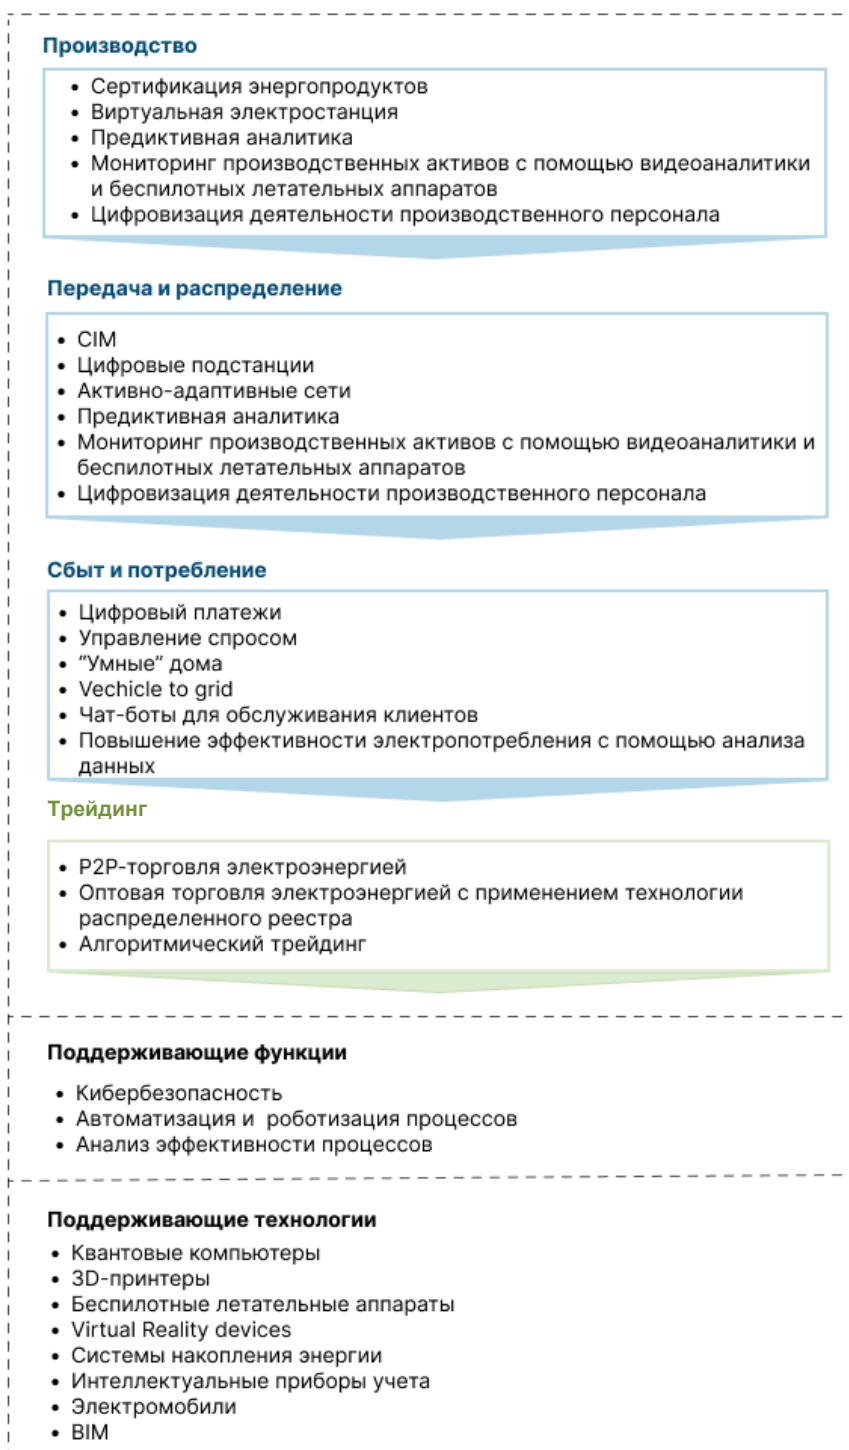 Производство
• Сертификация энергопродуктов
• Виртуальная электростанция
• Предиктивная аналитика
• Мониторинг производственных активов с помощью видеоаналитики
и беспилотных летательных аппаратов
• Цифровизация деятельности производственного персонала
Передача и распределение
• CIM
• Цифровые подстанции
• Активно-адаптивные сети
• Предиктивная аналитика
• Мониторинг производственных активов с помощью видеоаналитики и
беспилотных летательных аппаратов
• Цифровизация деятельности производственного персонала
Сбыт и потребление
• Цифровый платежи
• Управление спросом
• “Умные” дома
• Vechicle to grid
• Чат-боты для обслуживания клиентов
• Повышение эффективности электропотребления с помощью анализа
данных
Трейдинг
• P2P-торговля электроэнергией
• Оптовая торговля электроэнергией с применением технологии
распределенного реестра
• Алгоритмический трейдинг
Поддерживающие функции
• Кибербезопасность
• Автоматизация и  роботизация процессов
• Анализ эффективности процессов
Поддерживающие технологии
• Квантовые компьютеры
• 3D-принтеры
• Беспилотные летательные аппараты
• Virtual Reality devices
• Системы накопления энергии
• Интеллектуальные приборы учета
• Электромобили
• BIM